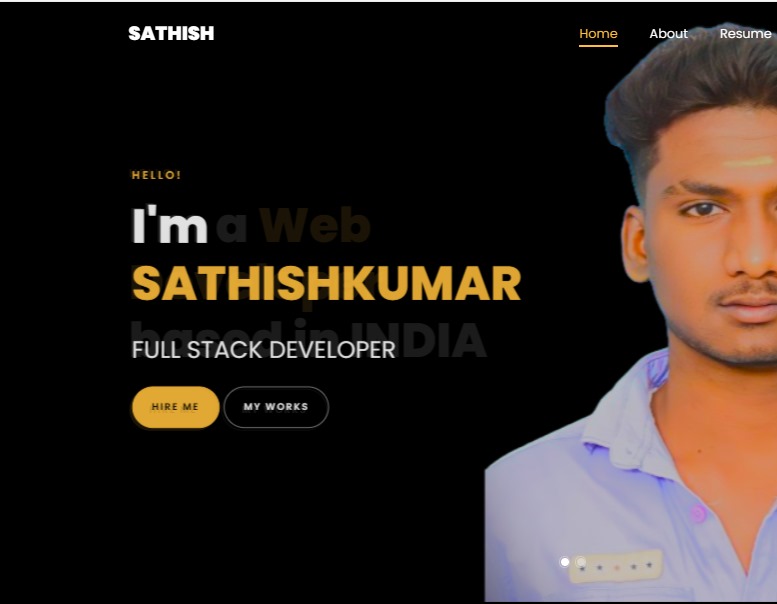 SATHISH
Home About Resume
HELLO!
I'm a Web
SATHISHKUMAR
based in INDIA
FULL STACK DEVELOPER
HIRE ME MY WORKS